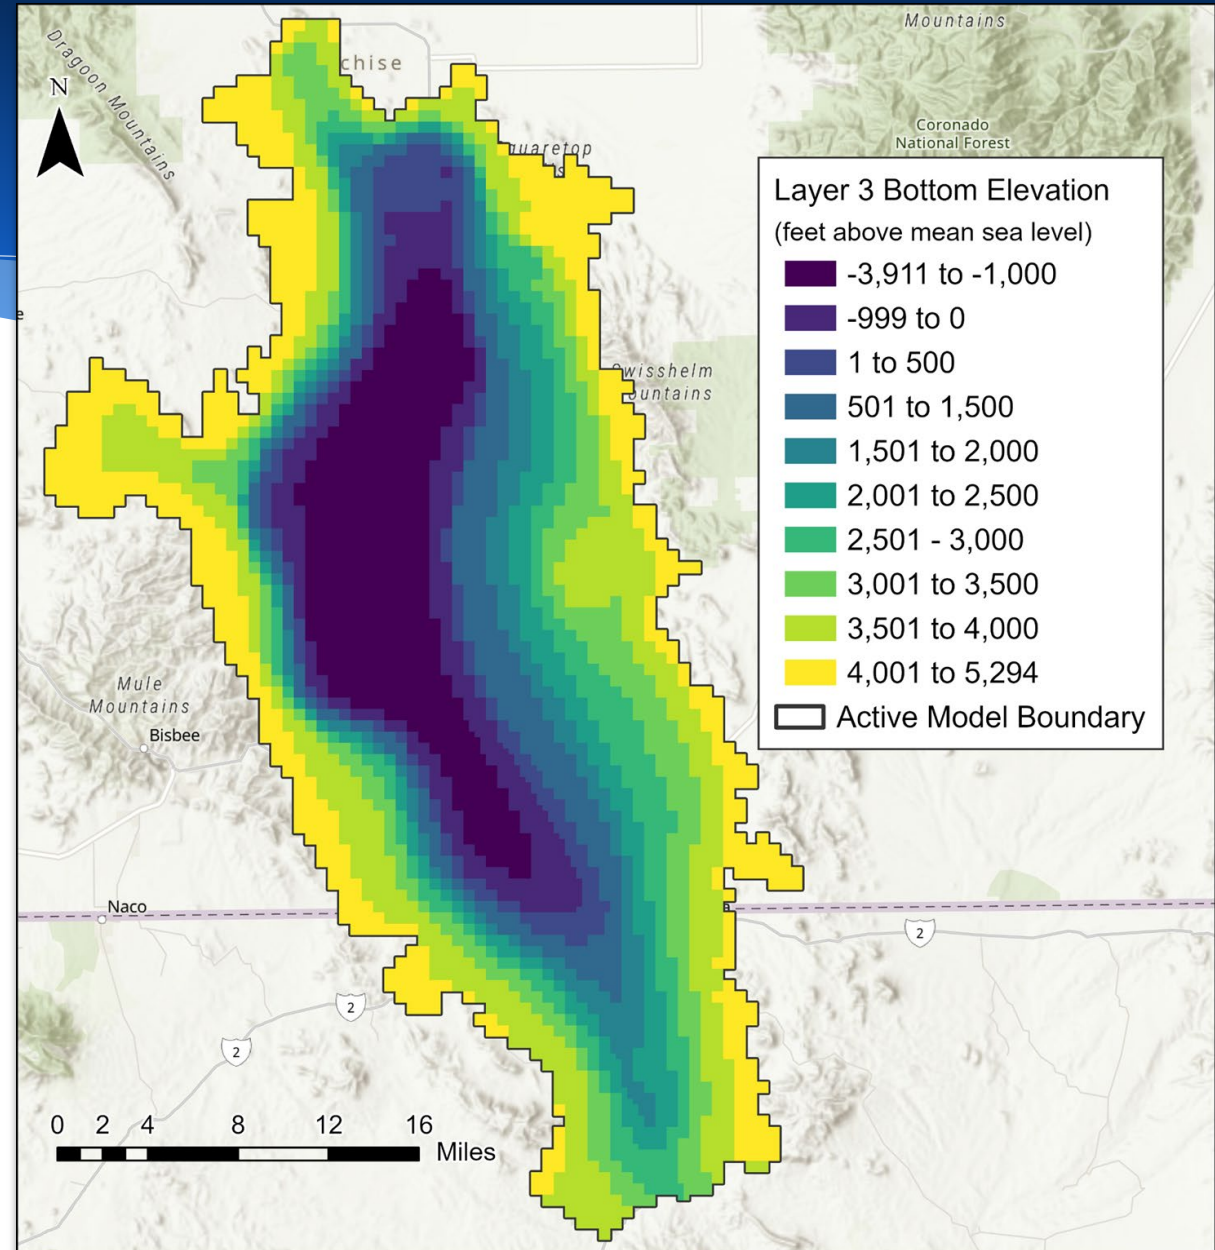 Mountains
Dragoon Mountains
chise
N
Coronado
National Forest
quaretop
Layer 3 Bottom Elevation
(feet above mean sea level)
-3,911 to -1,000
-999 to 0
1 to 500
501 to 1,500
1,501 to 2,000
2,001 to 2,500
2,501 - 3,000
3,001 to 3,500
3,501 to 4,000
4,001 to 5,294
Active Model Boundary
e
wisshelm
ountains
Mule
Mountains
Bisbee
Naco
a
2
2
2
0 2 4 8 12 16
Miles